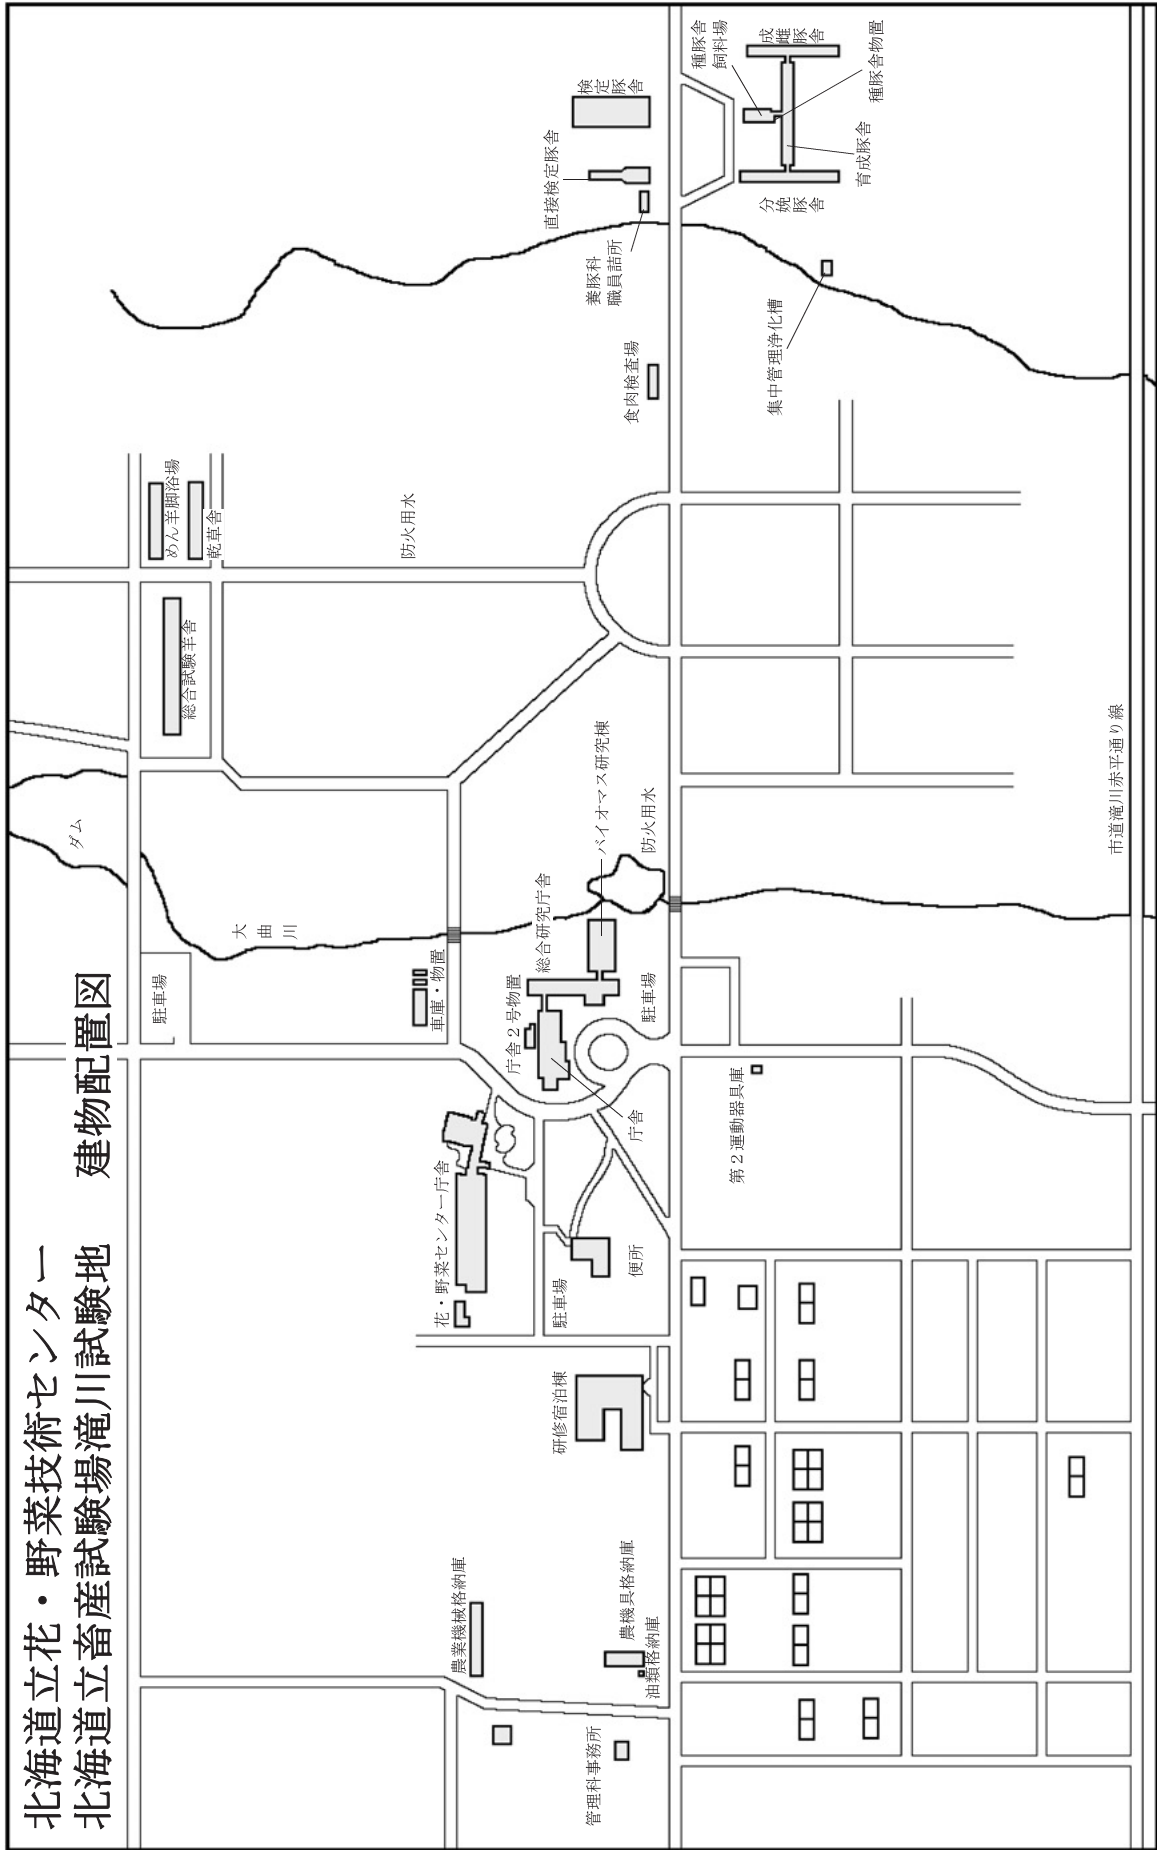 北海道立花・野菜技術センター
北海道立畜産試験場滝川試験地　建物配置図
ダム
駐車場
大曲川
めん羊脚浴場
乾草舎
総合試験羊舎
防火用水
車庫・物置
花・野菜センター庁舎
農業機械格納庫
庁舎2号物置
総合研究庁舎
バイオマス研究棟
防火用水
駐車場
庁舎
便所
駐車場
研修宿泊棟
農機具格納庫
油類格納庫
管理科事務所
検定豚舎
直接検定豚舎
養豚科
職員詰所
食肉検査場
種豚舎
飼料場
成雌豚舎
種豚舎物置
育成豚舎
分娩豚舎
集中管理浄化槽
第2運動器具庫
市道滝川赤平通り線